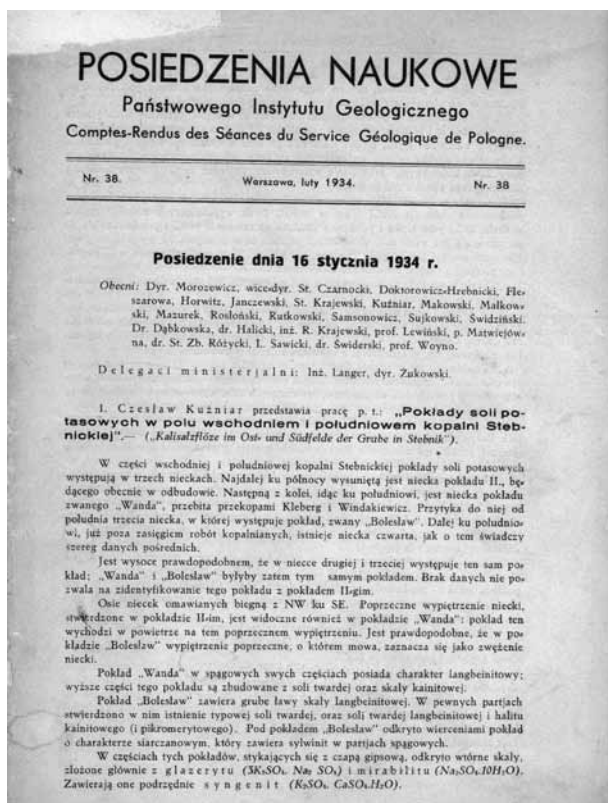 POSIEDZENIA NAUKOWE
Państwowego Instytutu Geologicznego
Comptes-Rendus des Séances du Service Géologique de Pologne.
Nr. 38. Warszawa, luty 1934. Nr. 38
Posiedzenie dnia 16 stycznia 1934 r.
Obecni: Dyr. Morozewicz, wice-dyr. St. Czarnocki, Doktorowicz-Hrebnicki, Fle-
szarowa, Horwitz, Janczewski, St. Krajewski, Kuźniar, Makowski, Małkow-
ski, Mazurek, Rosłoński, Rutkowski, Samsonowicz, Sujkowski, Świdziński.
Dr. Dąbkowska, dr. Halicki, inż. R. Krajewski, prof. Lewiński, p. Matwiejów-
na, dr. St. Zb. Różycki, L. Sawicki, dr. Świderski, prof. Woyno.
Delegaci ministerjalni: Inż. Langer, dyr. Żukowski.
1. Czesław Kuźniar przedstawia pracę p. t.: „Pokłady soli po-
tasowych w polu wschodniem i południowem kopalni Steb-
nickiej”.— („Kalisalzflöze im Ost- und Südfelde der Grube in Stebnik”).
W części wschodniej i południowej kopalni Stebnickiej pokłady soli potasowych
występują w trzech nieckach. Najdalej ku północy wysuniętą jest niecka pokładu II., bę-
dącego obecnie w odbudowie. Następną z kolei, idąc ku południowi, jest niecka pokładu
zwanego „Wanda”, przebita przekopami Kleberg i Windakiewicz. Przytyka do niej od
południa trzecia niecka, w której występuje pokład, zwany „Bolesław”. Dalej ku południo-
wi, już poza zasięgiem robót kopalnianych, istnieje niecka czwarta, jak o tem świadczy
szereg danych pośrednich.
Jest wysoce prawdopodobnem, że w niecce drugiej i trzeciej występuje ten sam po-
kład: „Wanda” i „Bolesław” byłyby zatem tym samym pokładem. Brak danych nie po-
zwala na zidentyfikowanie tego pokładu z pokładem II-gim.
Osie niecek omawianych biegną z NW ku SE. Poprzeczne wypiętrzenie niecki,
stwierdzone w pokładzie II-im, jest widoczne również w pokładzie „Wanda”: pokład ten
wychodzi w powietrze na tem poprzecznem wypiętrzeniu. Jest prawdopodobne, że w po-
kładzie „Bolesław” wypiętrzenie poprzeczne, o którem mowa, zaznacza się jako zwężenie
niecki.
Pokład „Wanda” w spągowych swych częściach posiada charakter langbeinitowy;
wyższe części tego pokładu są zbudowane z soli twardej oraz skały kainitowej.
Pokład „Bolesław” zawiera grube ławy skały langbeinitowej. W pewnych partjach
stwierdzono w nim istnienie typowej soli twardej, oraz soli twardej langbeinitowej i halitu
kainitowego (i pikromerytowego). Pod pokładem „Bolesław” odkryto wierceniami pokład
o charakterze siarczanowym, który zawiera sylwinit w partjach spągowych.
W częściach tych pokładów, stykających się z czapą gipsową, odkryto wtórne skały,
złożone głównie z glazerytu (3K₂SO₄. Na₂ SO₄) i mirabilitu (Na₂SO₄.10H₂O).
Zawierają one podrzędnie syngenit (K₂SO₄. CaSO₄.H₂O).